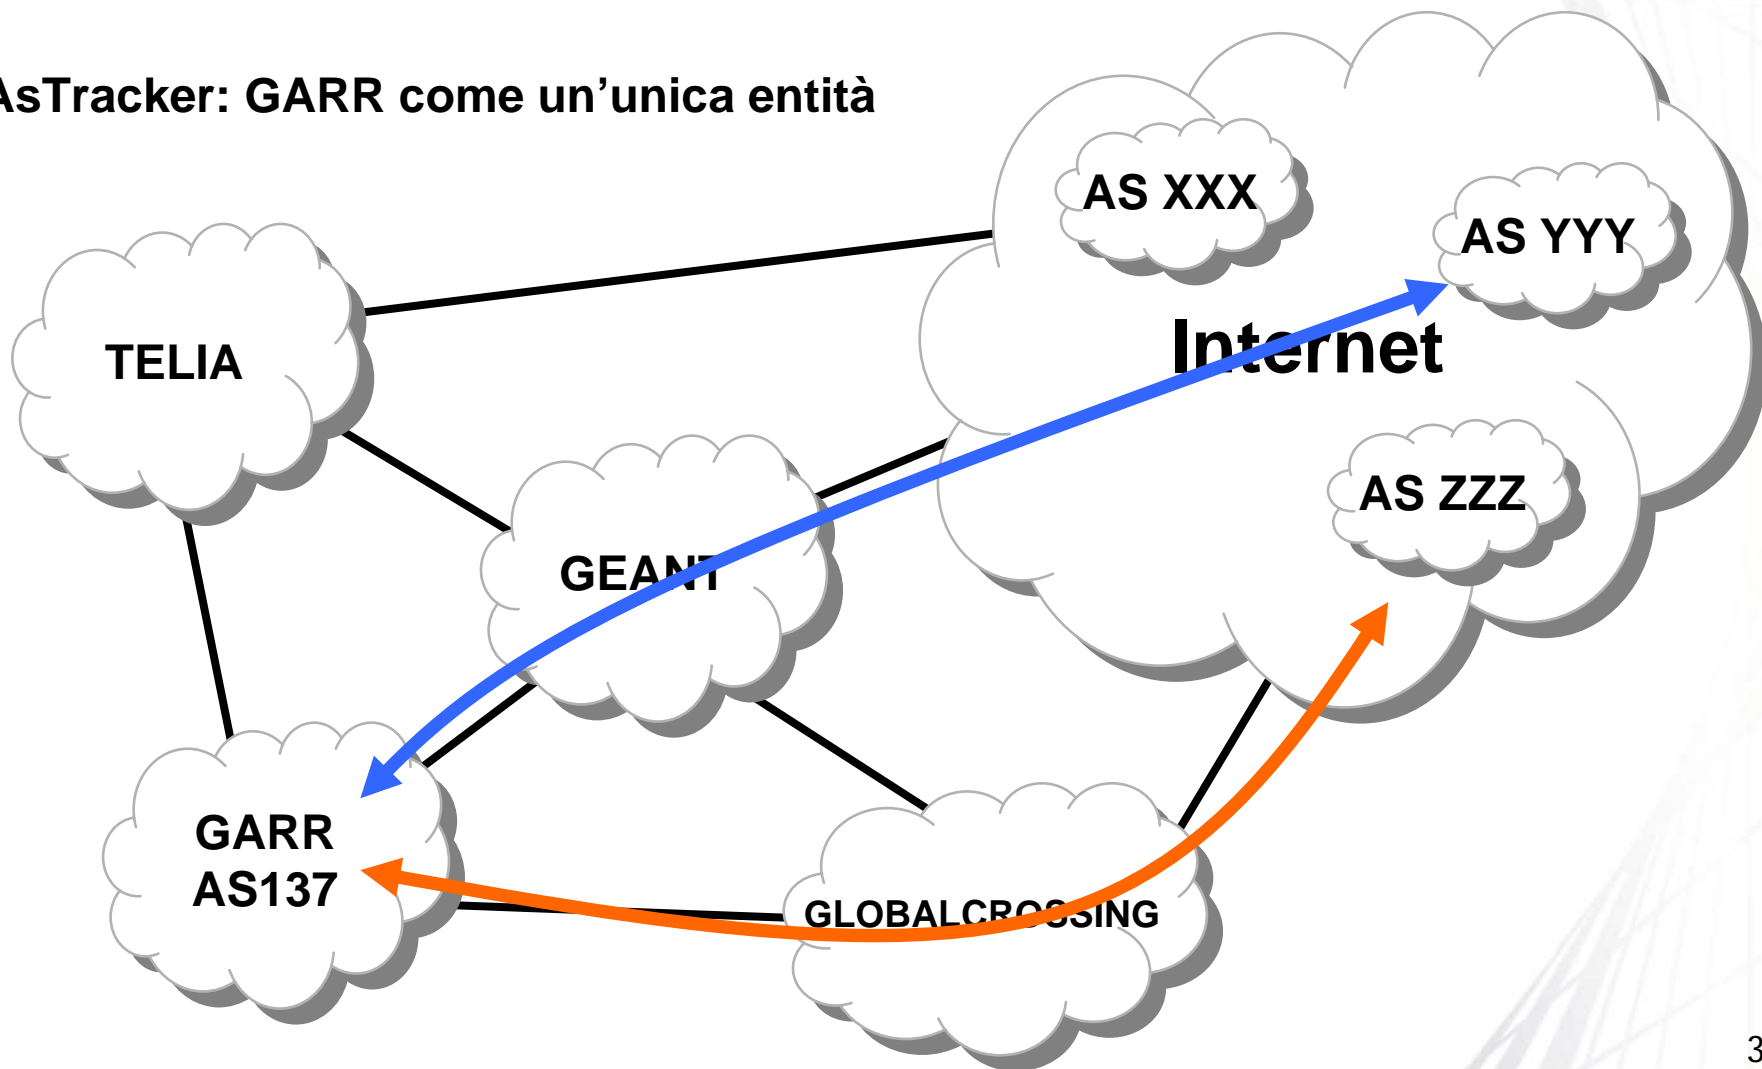 AsTracker: GARR come un’unica entità
AS XXX
AS YYY
TELIA
Internet
AS ZZZ
GEANT
GARR
AS137
GLOBALCROSSING
3